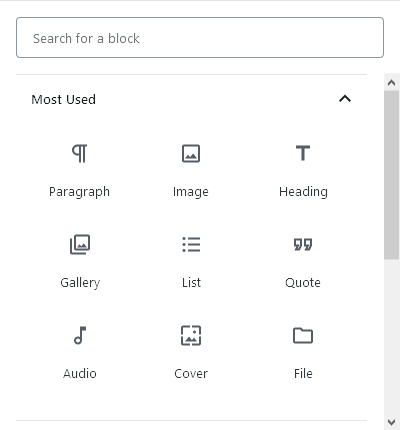 Search for a block
Most Used
Paragraph
Image
Heading
Gallery
List
Quote
Audio
Cover
File